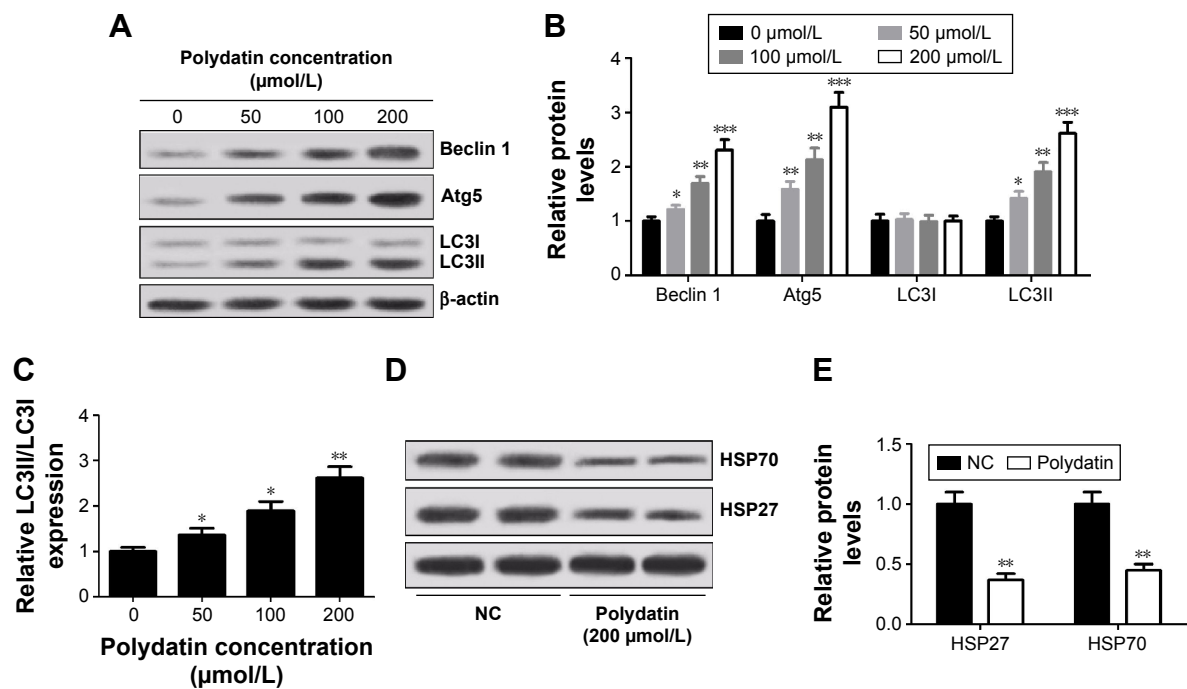 A
Polydatin concentration
(µmol/L)
0 50 100 200
Beclin 1
Atg5
LC3I
LC3II
β-actin
B
0 µmol/L 50 µmol/L
100 µmol/L 200 µmol/L
Relative protein
levels
4
3
2
1
0
* ** ***
** ** ***
* ** ***
Beclin 1 Atg5 LC3I LC3II
C
Relative LC3II/LC3I
expression
4
3
2
1
0
* * **
0 50 100 200
Polydatin concentration
(µmol/L)
D
HSP70
HSP27
NC Polydatin
(200 µmol/L)
E
NC Polydatin
Relative protein
levels
1.5
1.0
0.5
0.0
** **
HSP27 HSP70